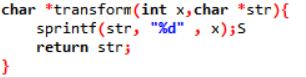 char *transform(int x,char *str){
sprintf(str, "%d" , x);S
return str;
}